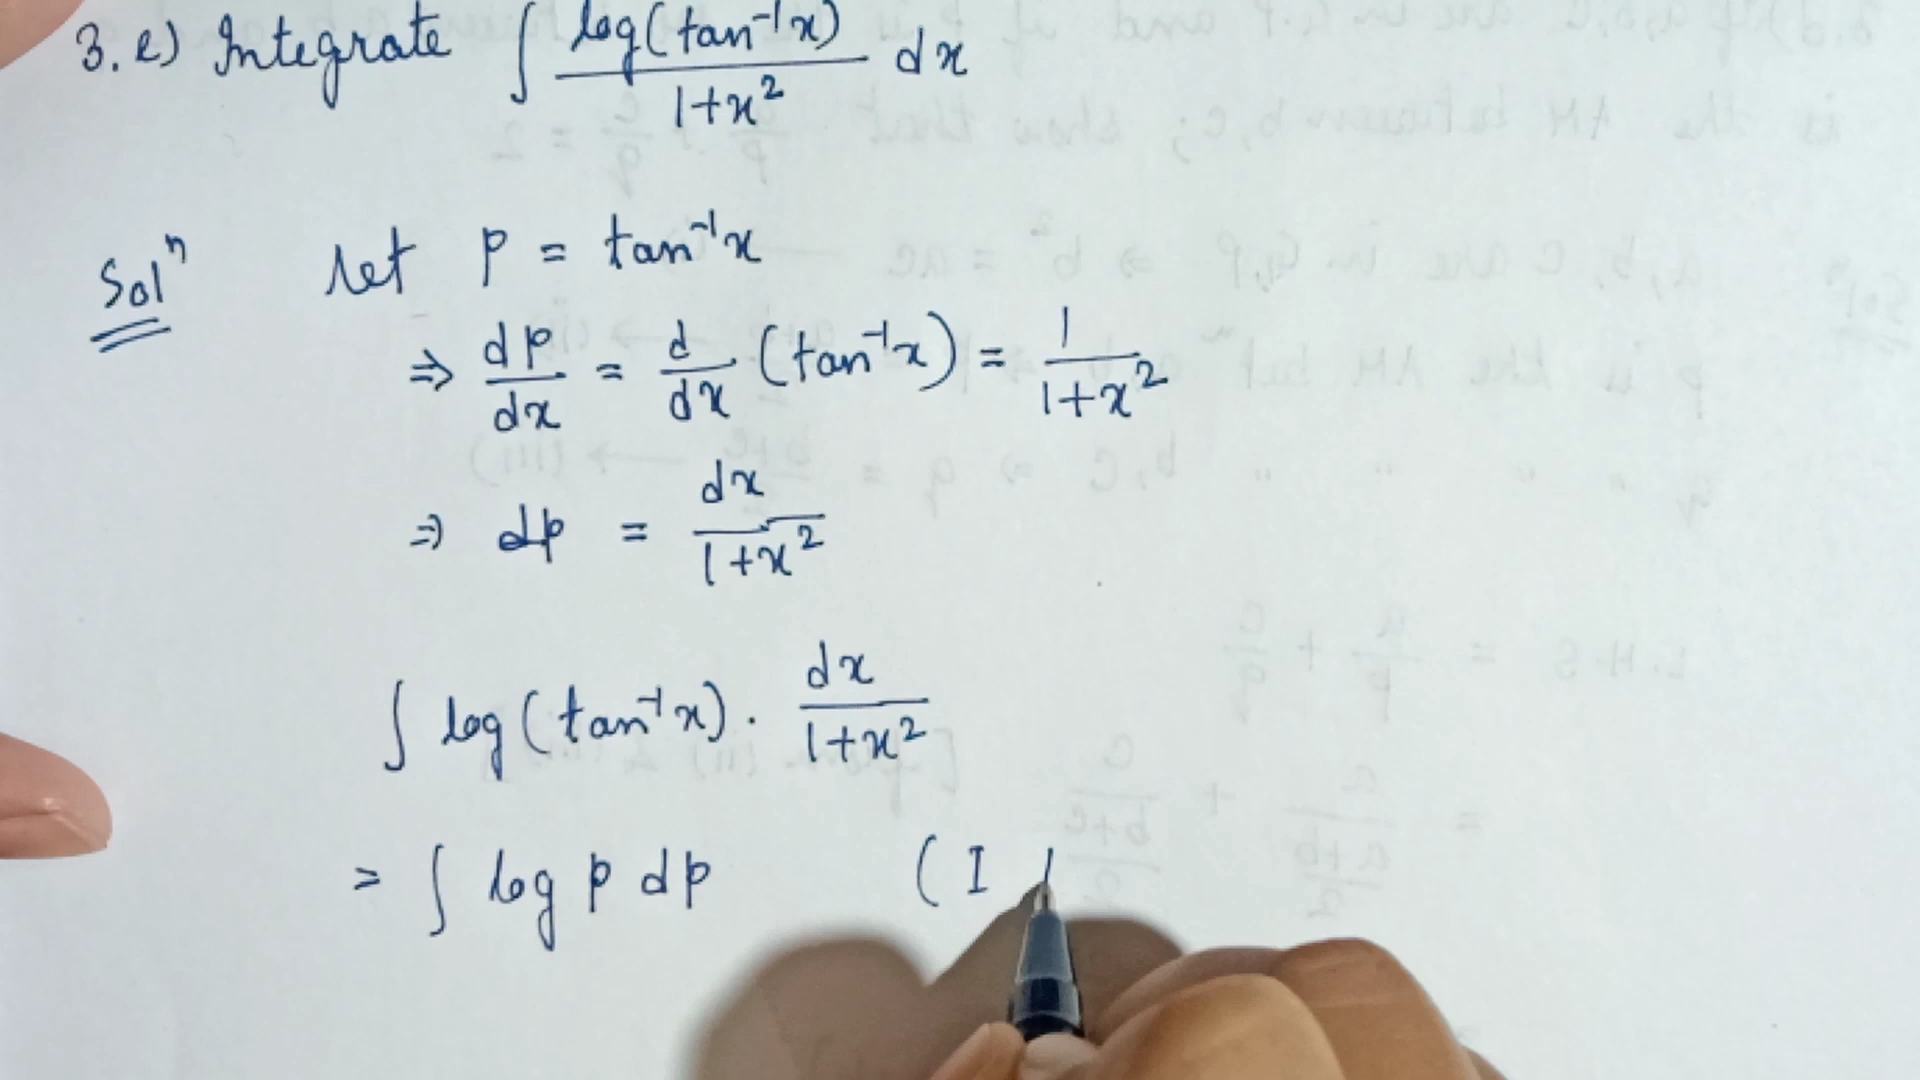 3. e) Integrate ∫ log(tan⁻¹x) / 1+x² dx
Solⁿ let p = tan⁻¹x
⇒ dp/dx = d/dx (tan⁻¹x) = 1/1+x²
⇒ dp = dx/1+x²
∫ log(tan⁻¹x). dx/1+x²
= ∫ log p dp (I